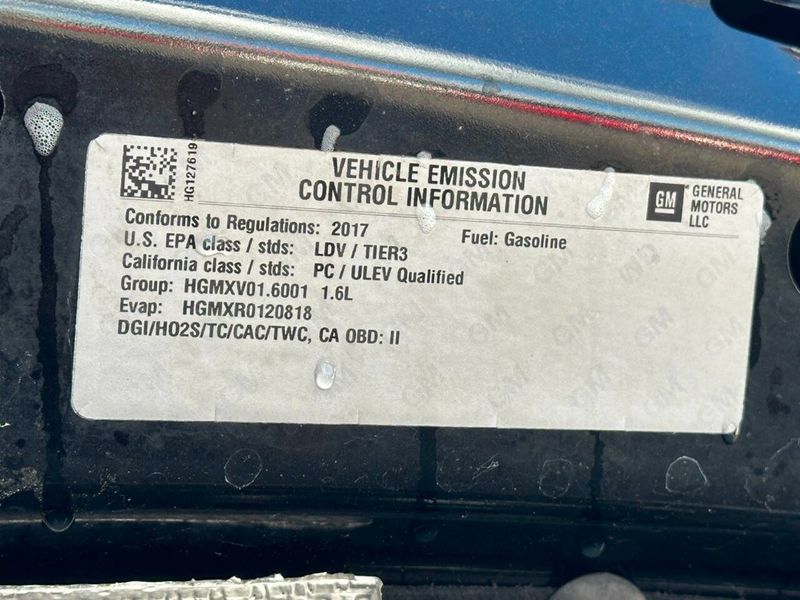 HG127619
VEHICLE EMISSION
CONTROL INFORMATION
GM
GENERAL
MOTORS
LLC
Conforms to Regulations: 2017
Fuel: Gasoline
U.S. EPA class / stds: LDV / TIER3
California class / stds: PC / ULEV Qualified
Group: HGMXV01.6001 1.6L
Evap: HGMXR0120818
DGI/HO2S/TC/CAC/TWC, CA OBD: II